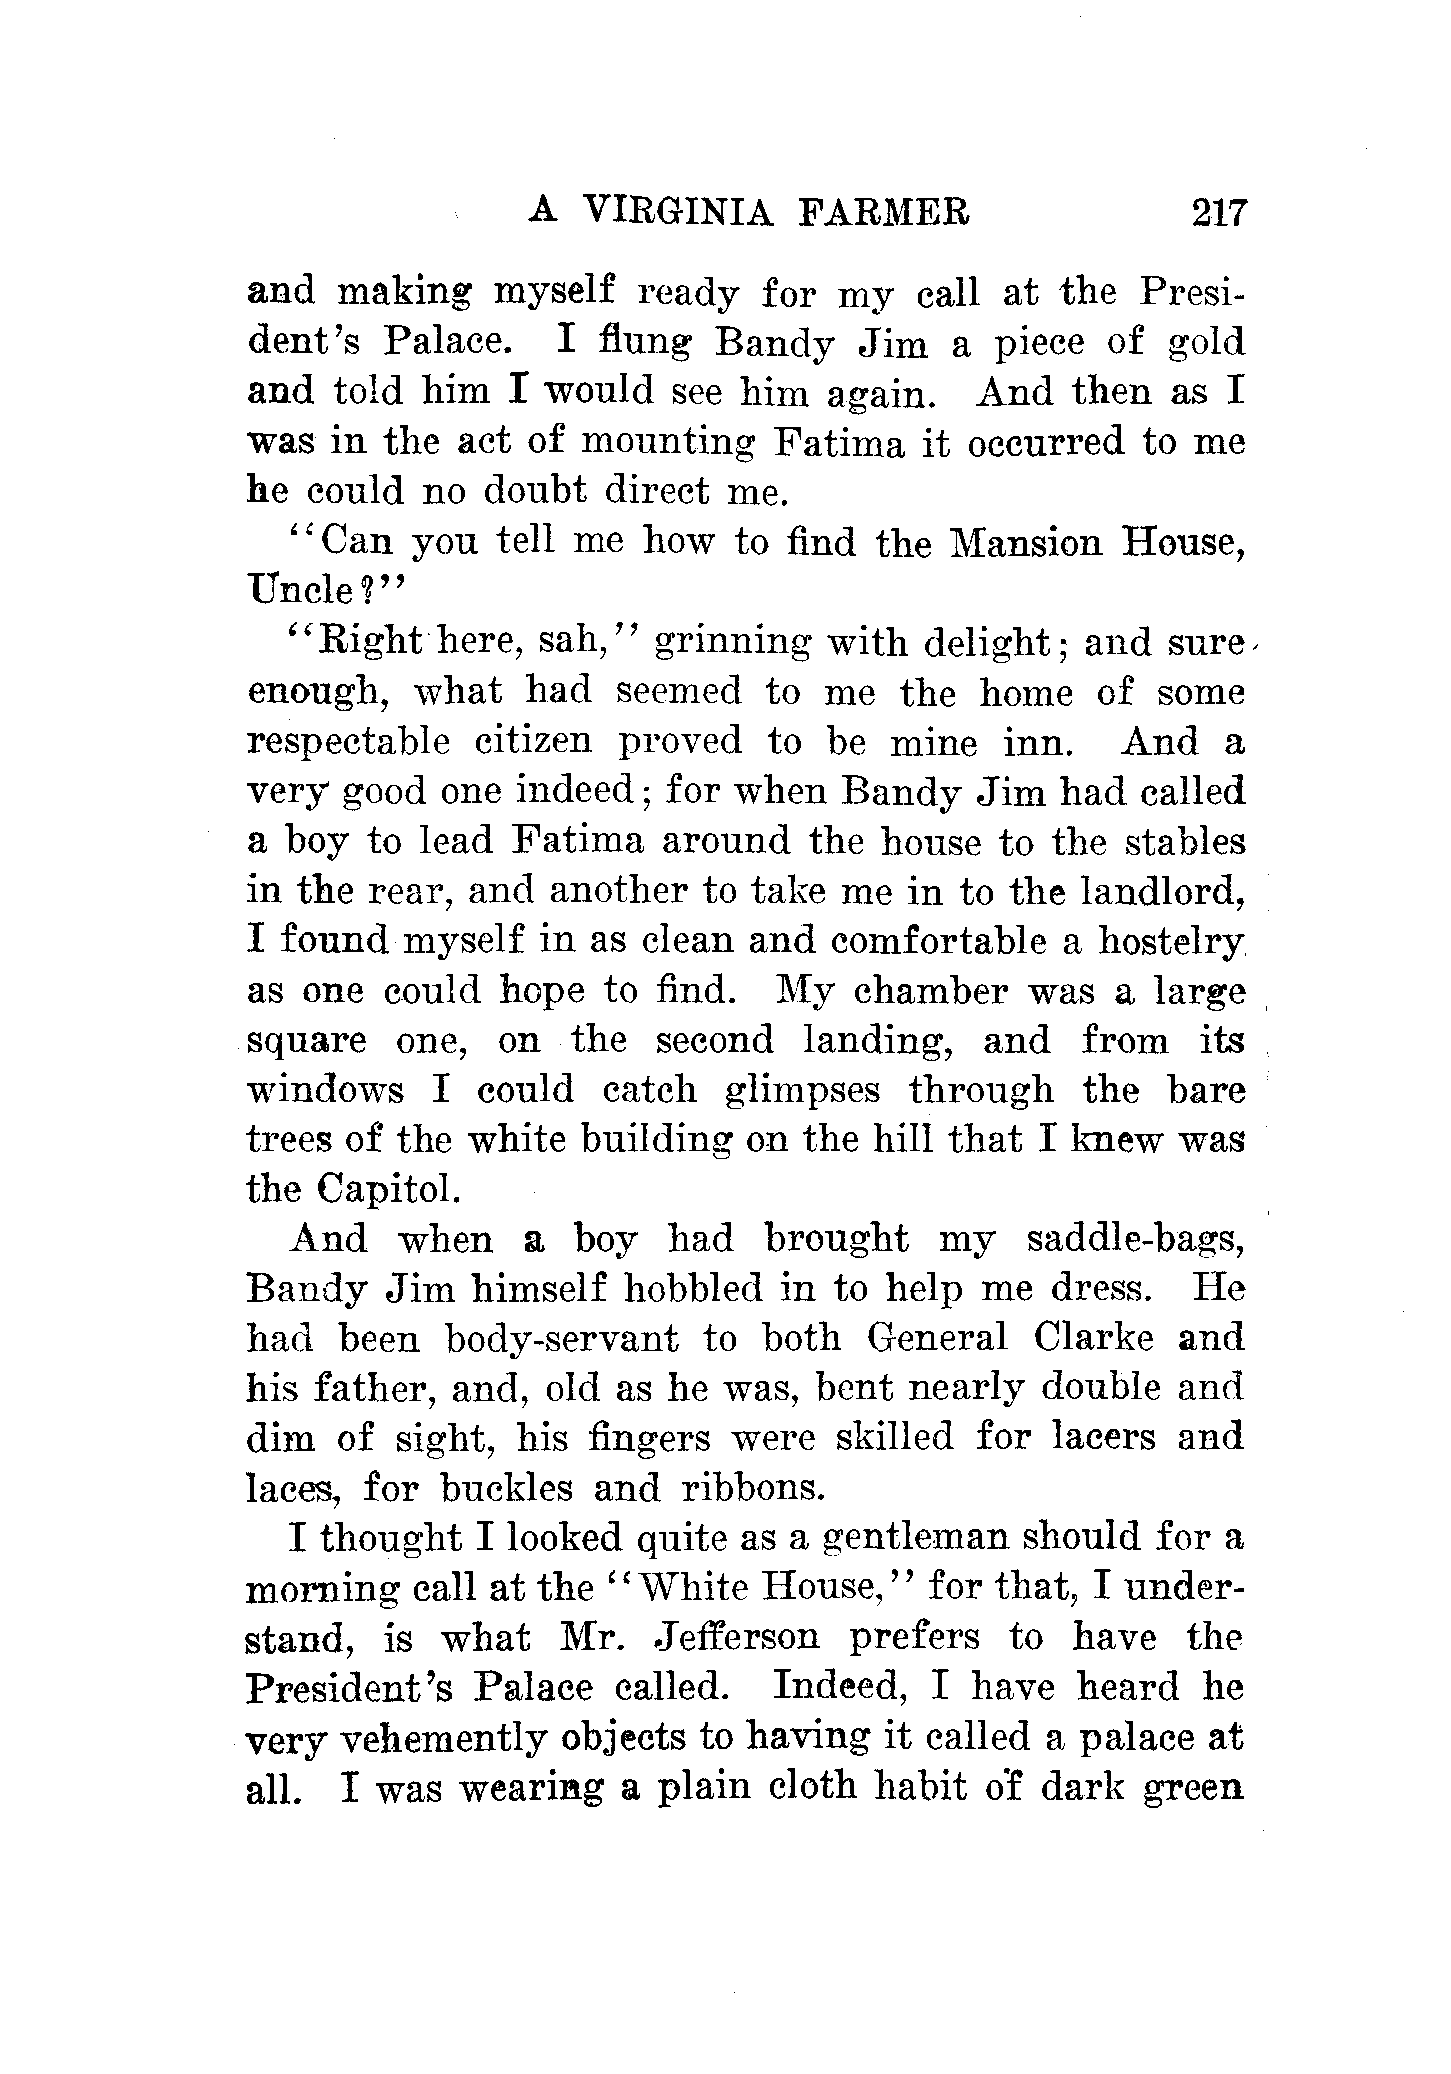 A VIRGINIA FARMER 217
and making myself ready for my call at the Presi-
dent's Palace. I flung Bandy Jim a piece of gold
and told him I would see him again. And then as I
was in the act of mounting Fatima it occurred to me
he could no doubt direct me.
"Can you tell me how to find the Mansion House,
Uncle?"
"Right here, sah," grinning with delight; and sure
enough, what had seemed to me the home of some
respectable citizen proved to be mine inn. And a
very good one indeed; for when Bandy Jim had called
a boy to lead Fatima around the house to the stables
in the rear, and another to take me in to the landlord,
I found myself in as clean and comfortable a hostelry
as one could hope to find. My chamber was a large
square one, on the second landing, and from its
windows I could catch glimpses through the bare
trees of the white building on the hill that I knew was
the Capitol.
And when a boy had brought my saddle-bags,
Bandy Jim himself hobbled in to help me dress. He
had been body-servant to both General Clarke and
his father, and, old as he was, bent nearly double and
dim of sight, his fingers were skilled for lacers and
laces, for buckles and ribbons.
I thought I looked quite as a gentleman should for a
morning call at the "White House," for that, I under-
stand, is what Mr. Jefferson prefers to have the
President's Palace called. Indeed, I have heard he
very vehemently objects to having it called a palace at
all. I was wearing a plain cloth habit of dark green